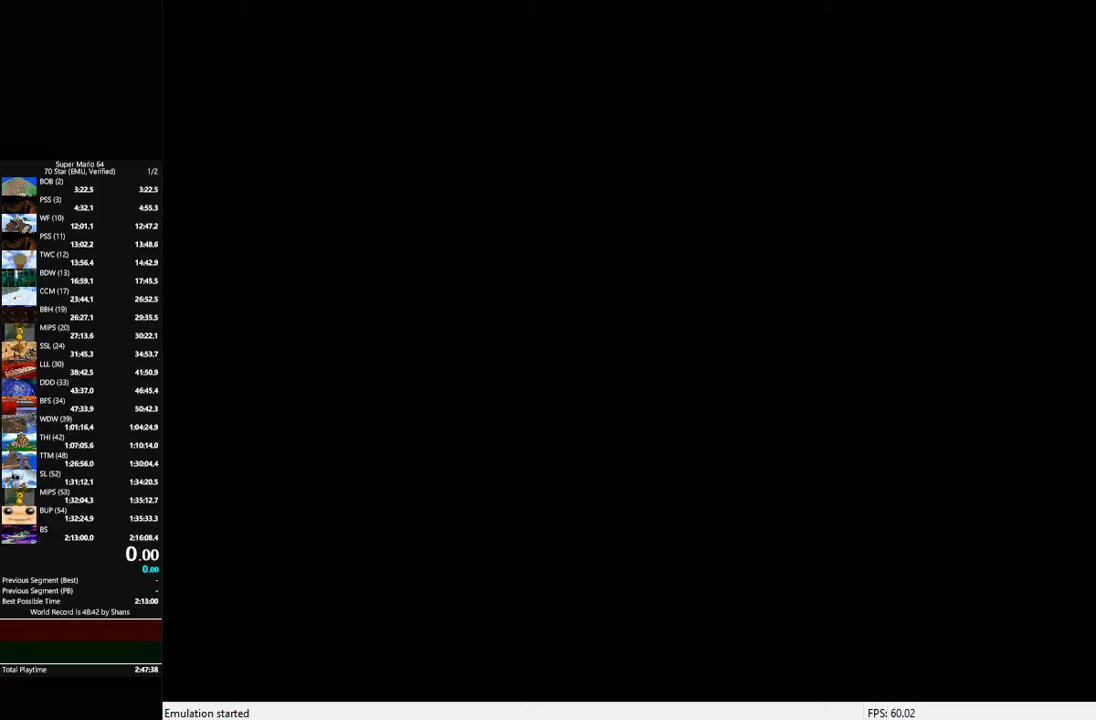 Super Mario 64
70 Star (EMU, Verified) 1/2
BOB (2)
3:22.5 3:22.5
PSS (3)
4:32.1 4:55.3
WF (10)
12:01.1 12:47.2
PSS (11)
13:02.2 13:48.6
TWC (12)
13:56.4 14:42.9
BDW (13)
16:59.1 17:45.5
CCM (17)
23:44.1 26:52.5
BBH (19)
26:27.1 29:35.5
MIPS (20)
27:13.6 30:22.1
SSL (24)
31:45.3 34:53.7
LLL (30)
38:42.5 41:50.9
DDD (33)
43:37.0 46:45.4
BFS (34)
47:33.9 50:42.3
WDW (39)
1:01:16.4 1:04:24.9
THI (42)
1:07:05.6 1:10:14.0
TTM (48)
1:26:56.0 1:30:04.4
SL (52)
1:31:12.1 1:34:20.5
MIPS (53)
1:32:04.3 1:35:12.7
BUP (54)
1:32:24.9 1:35:33.3
BS
2:13:00.0 2:16:08.4
0.00
0.00
Previous Segment (Best) -
Previous Segment (PB) -
Best Possible Time 2:13:00
World Record is 48:42 by Shans
Total Playtime 2:47:38
Emulation started FPS: 60.02